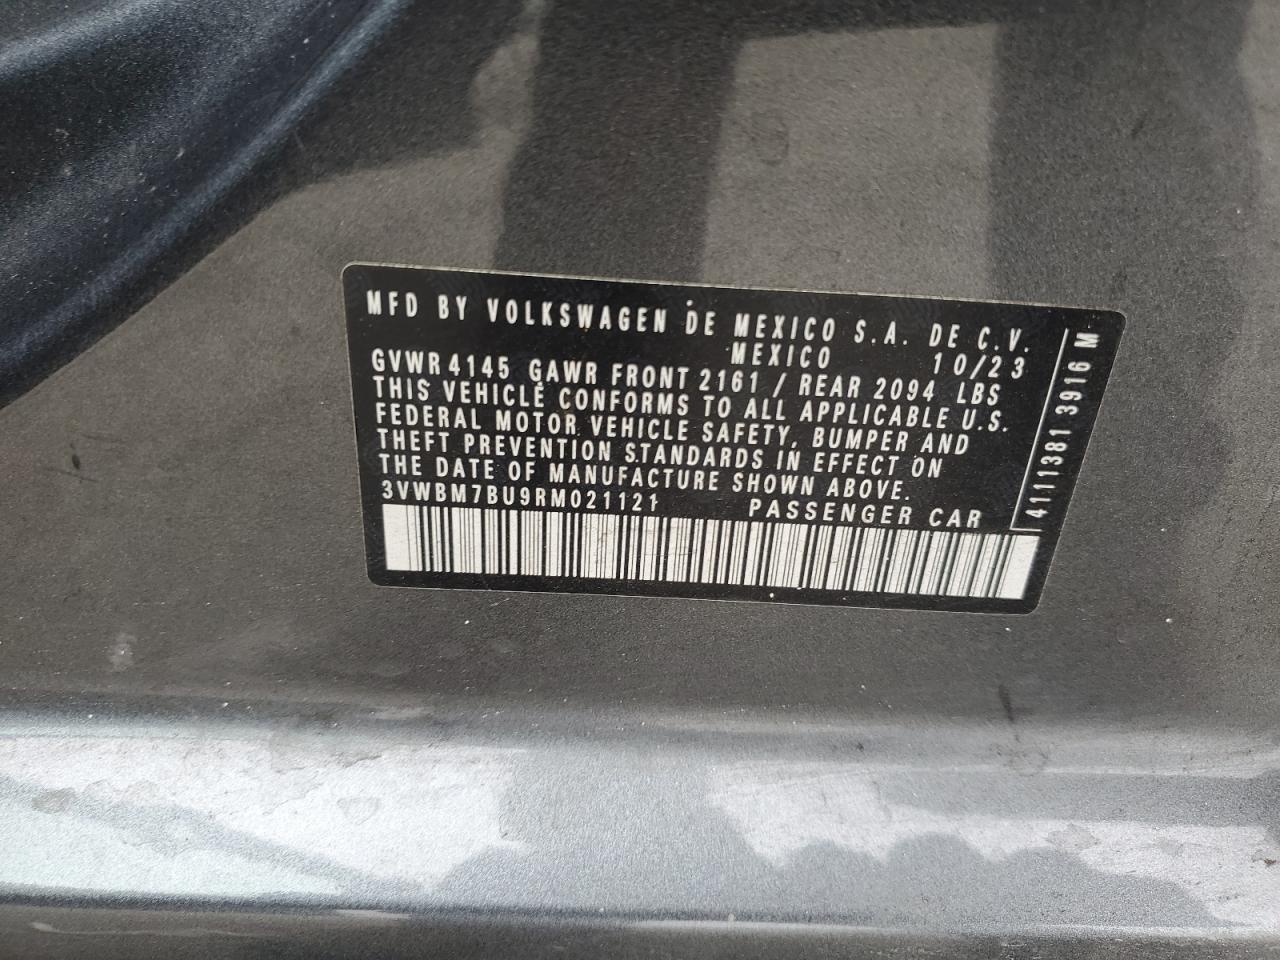 MFD BY VOLKSWAGEN DE MEXICO S.A. DE C.V.
MEXICO 10/23
GVWR 4145 GAWR FRONT 2161 / REAR 2094 LBS
THIS VEHICLE CONFORMS TO ALL APPLICABLE U.S.
FEDERAL MOTOR VEHICLE SAFETY, BUMPER AND
THEFT PREVENTION STANDARDS IN EFFECT ON
THE DATE OF MANUFACTURE SHOWN ABOVE.
3VWBM7BU9RM021121 PASSENGER CAR
4111381 3916 M